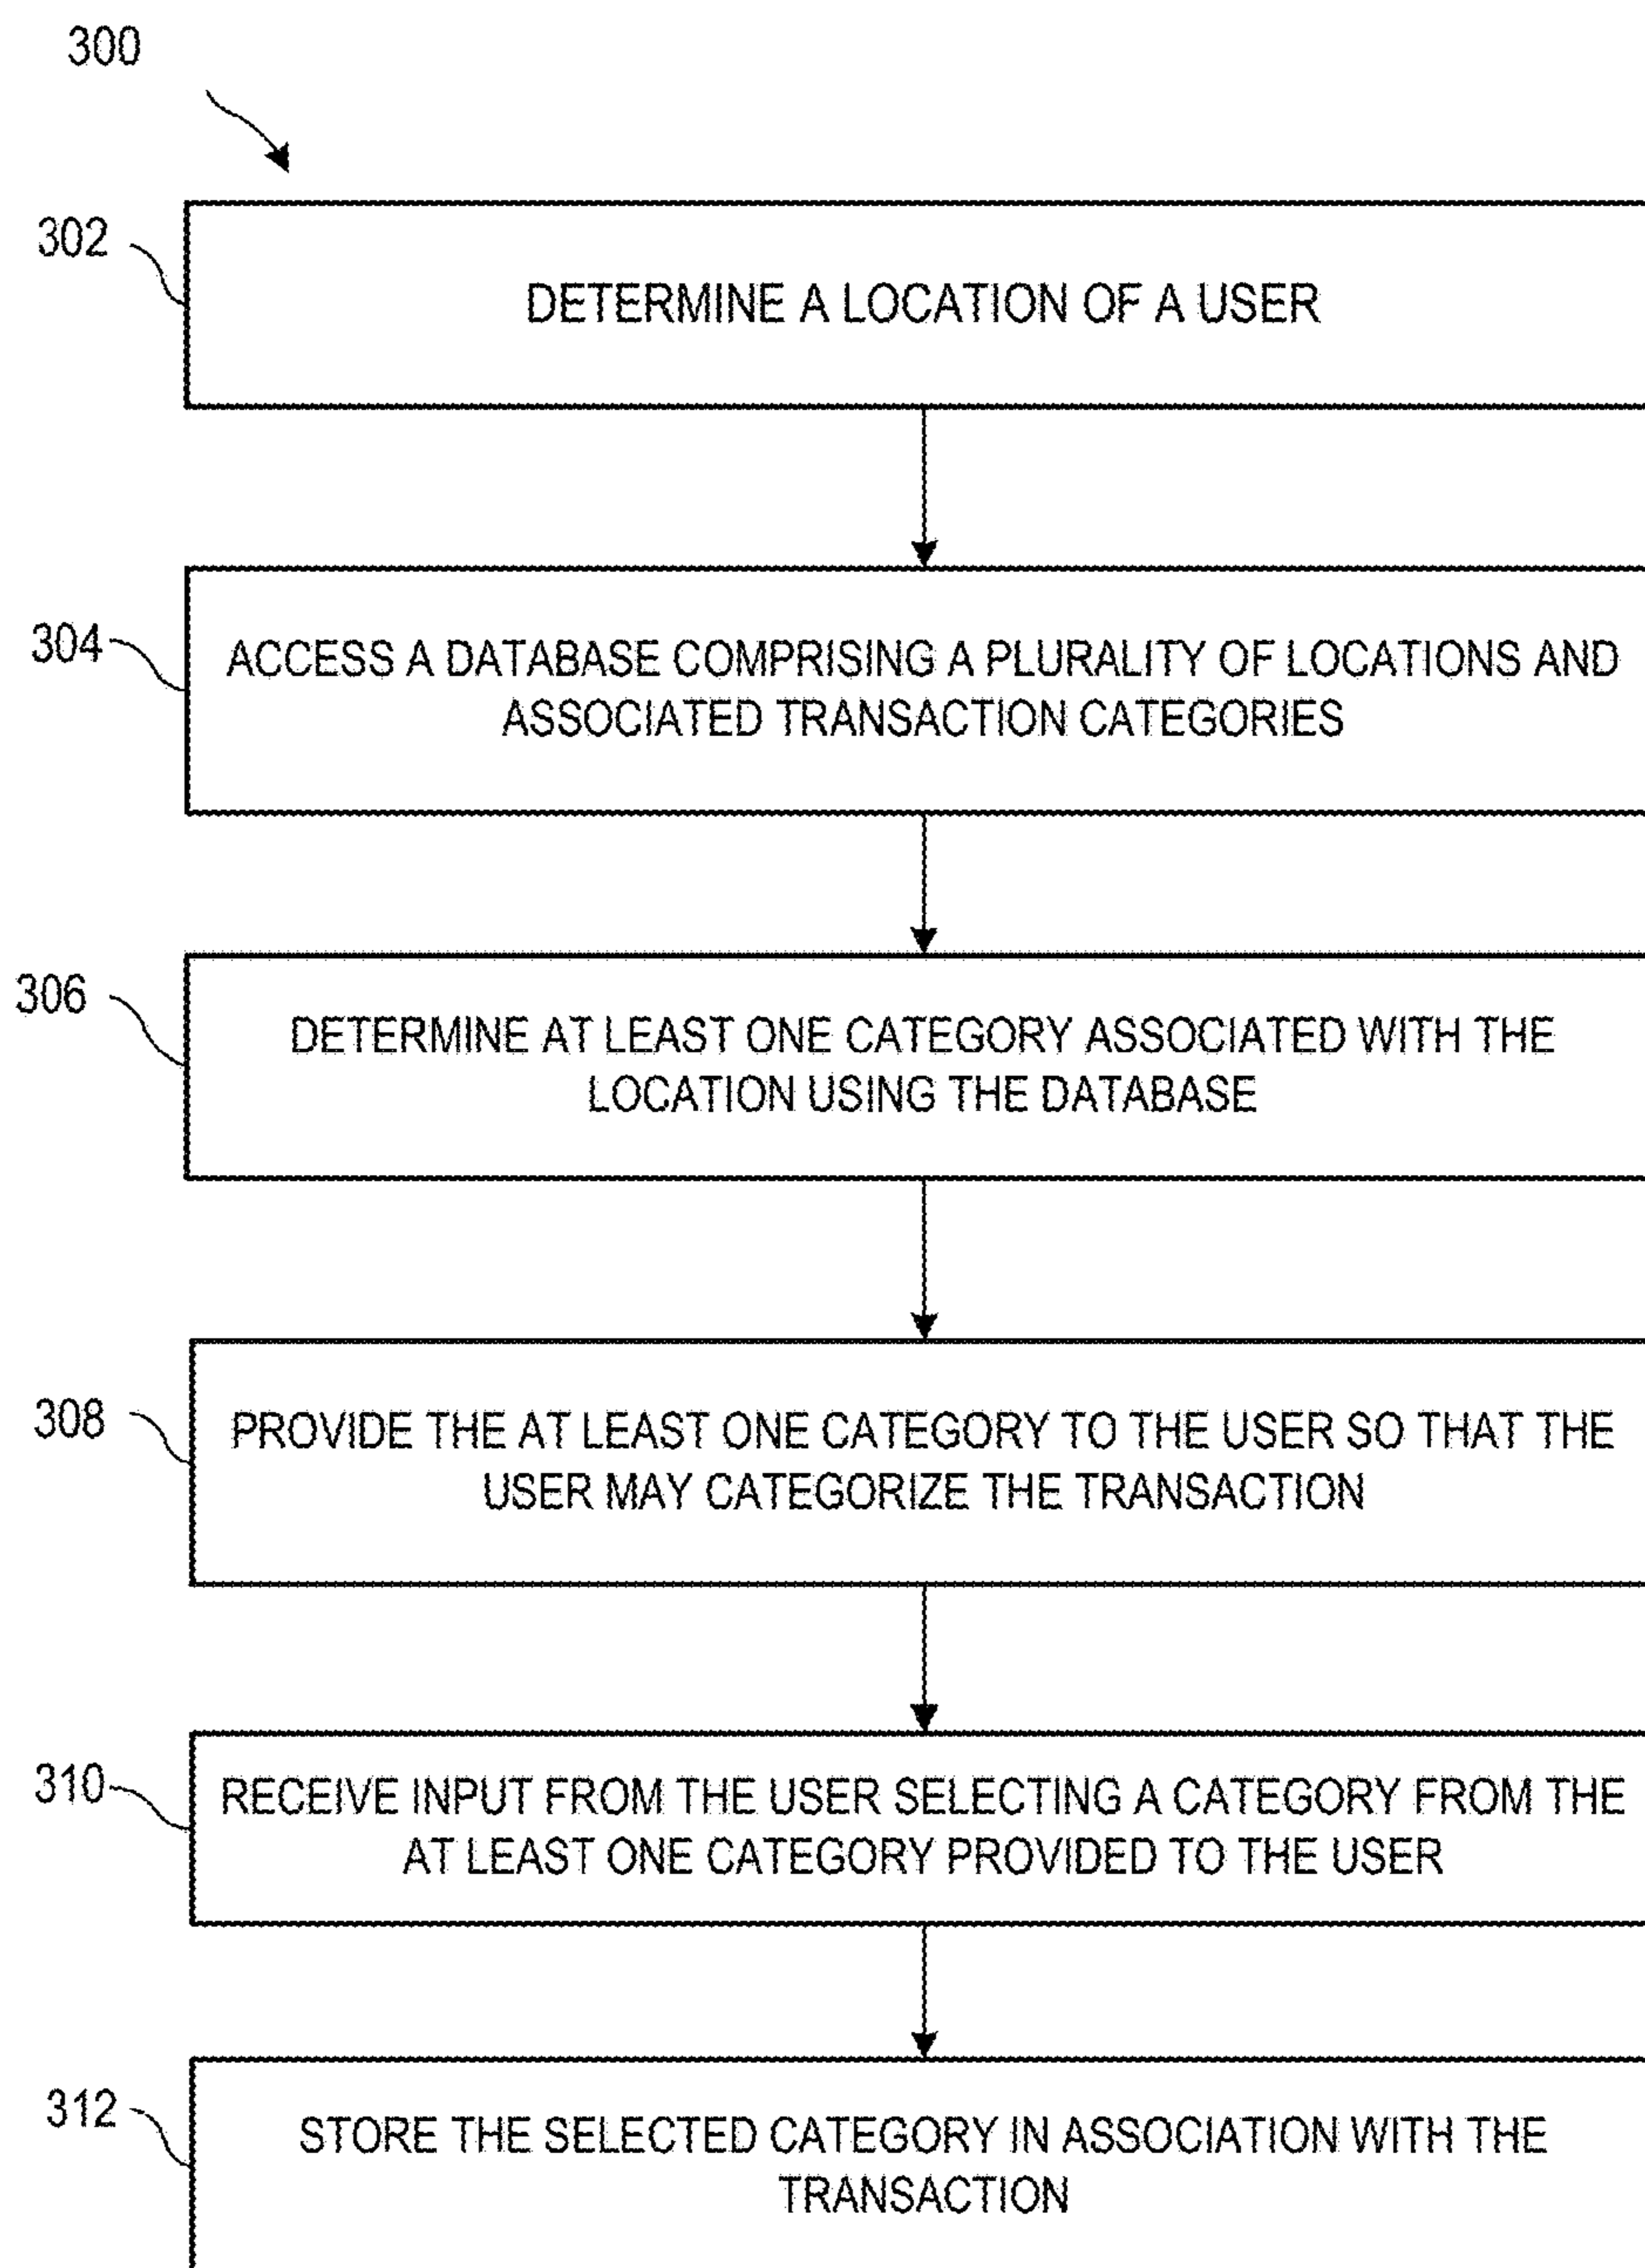 300
302
DETERMINE A LOCATION OF A USER
304
ACCESS A DATABASE COMPRISING A PLURALITY OF LOCATIONS AND
ASSOCIATED TRANSACTION CATEGORIES
306
DETERMINE AT LEAST ONE CATEGORY ASSOCIATED WITH THE
LOCATION USING THE DATABASE
308
PROVIDE THE AT LEAST ONE CATEGORY TO THE USER SO THAT THE
USER MAY CATEGORIZE THE TRANSACTION
310
RECEIVE INPUT FROM THE USER SELECTING A CATEGORY FROM THE
AT LEAST ONE CATEGORY PROVIDED TO THE USER
312
STORE THE SELECTED CATEGORY IN ASSOCIATION WITH THE
TRANSACTION